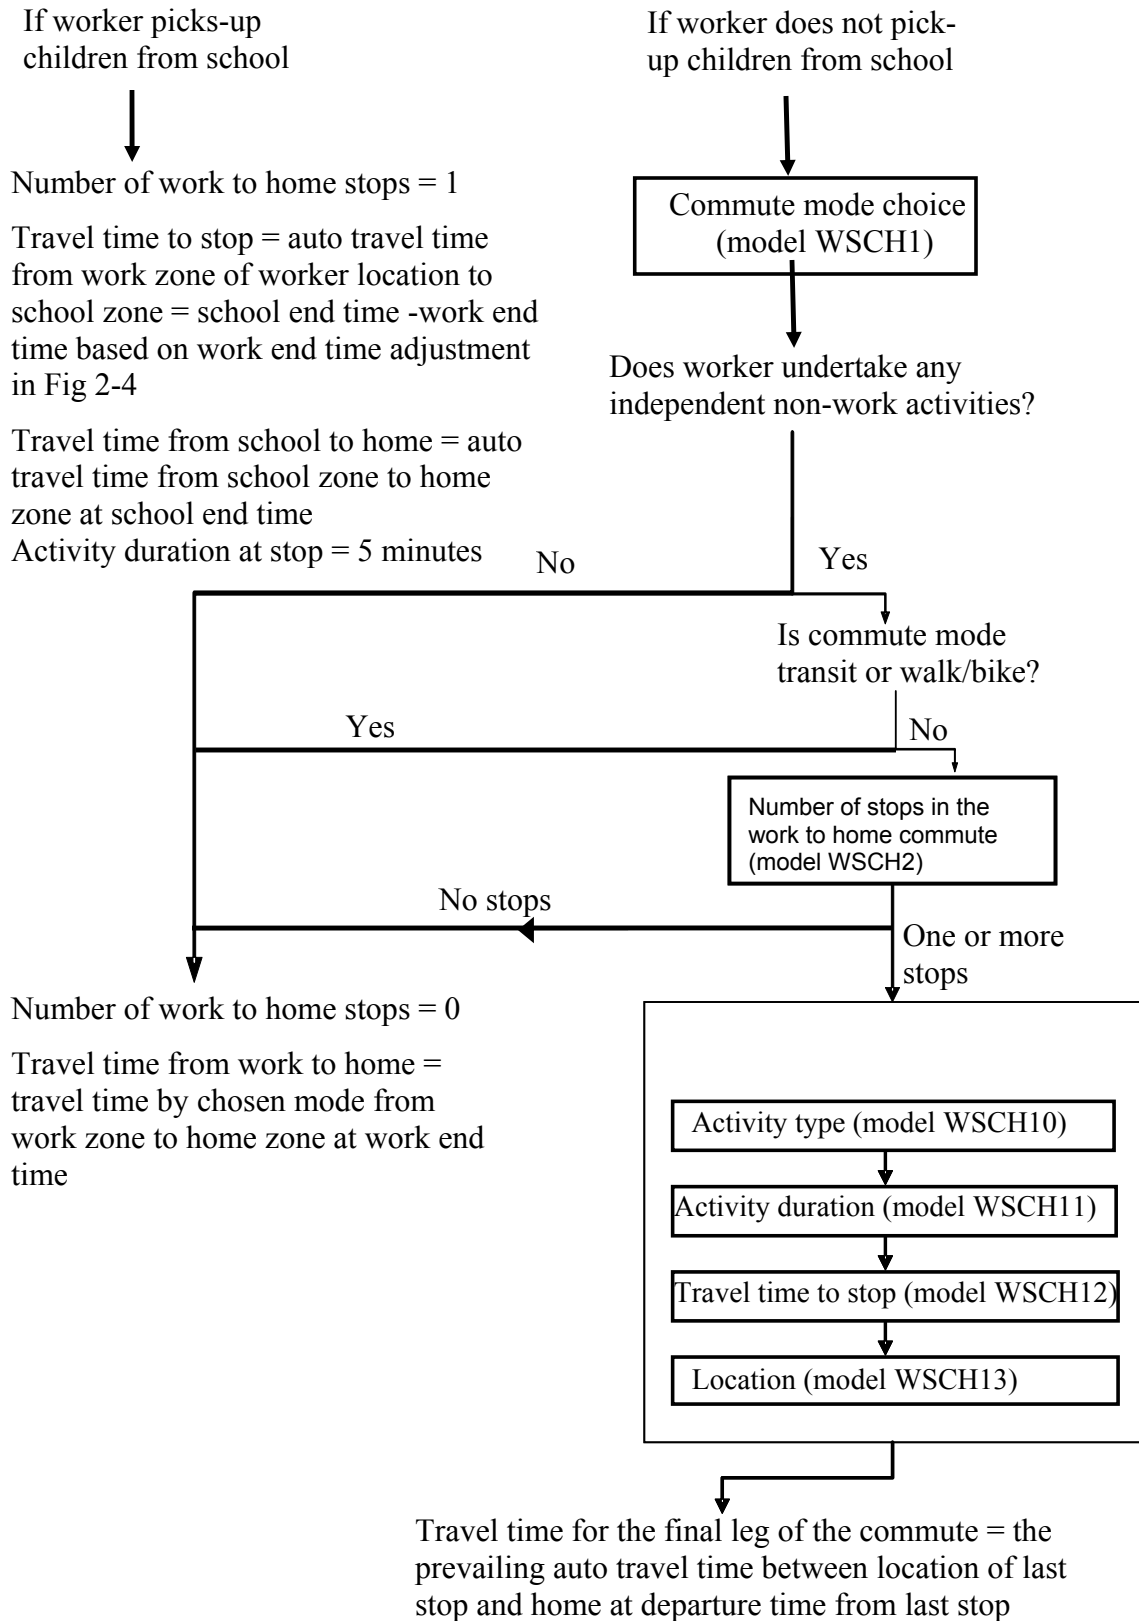 If worker picks-up
children from school
If worker does not pick-
up children from school
Number of work to home stops = 1
Travel time to stop = auto travel time
from work zone of worker location to
school zone = school end time -work end
time based on work end time adjustment
in Fig 2-4
Travel time from school to home = auto
travel time from school zone to home
zone at school end time
Activity duration at stop = 5 minutes
Commute mode choice
(model WSCH1)
Does worker undertake any
independent non-work activities?
No
Yes
Is commute mode
transit or walk/bike?
Yes
No
Number of stops in the
work to home commute
(model WSCH2)
No stops
One or more
stops
Number of work to home stops = 0
Travel time from work to home =
travel time by chosen mode from
work zone to home zone at work end
time
Activity type (model WSCH10)
Activity duration (model WSCH11)
Travel time to stop (model WSCH12)
Location (model WSCH13)
Travel time for the final leg of the commute = the
prevailing auto travel time between location of last
stop and home at departure time from last stop